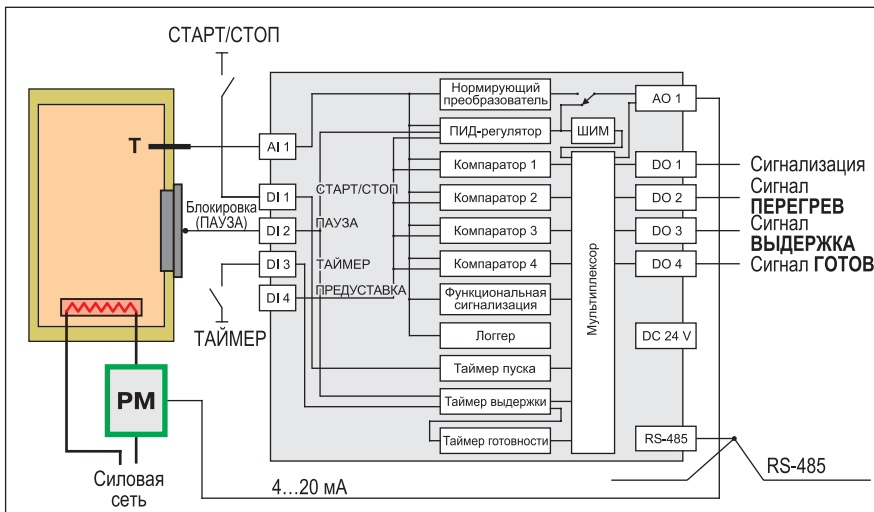 СТАРТ/СТОП
Т
Блокировка
(ПАУЗА)
ТАЙМЕР
РМ
Силовая
сеть
4...20 мА
AI 1
DI 1
DI 2
DI 3
DI 4
СТАРТ/СТОП
ПАУЗА
ТАЙМЕР
ПРЕДУСТАВКА
Нормирующий
преобразователь
ПИД-регулятор
ШИМ
Компаратор 1
Компаратор 2
Компаратор 3
Компаратор 4
Функциональная
сигнализация
Логгер
Таймер пуска
Таймер выдержки
Таймер готовности
Мультиплексор
AO 1
DO 1
DO 2
DO 3
DO 4
DC 24 V
RS-485
Сигнализация
Сигнал
ПЕРЕГРЕВ
Сигнал
ВЫДЕРЖКА
Сигнал ГОТОВ
RS-485